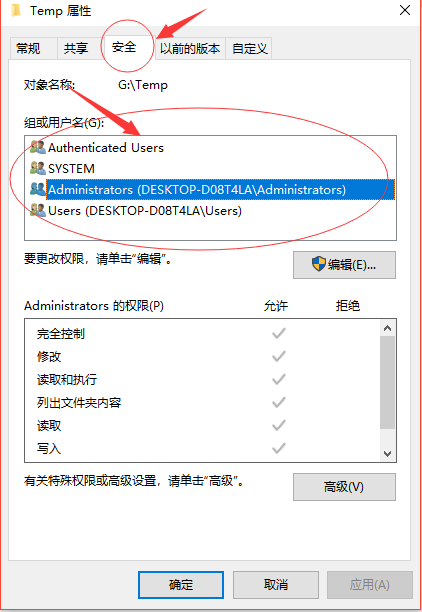 Temp 属性
常规 共享 安全 以前的版本 自定义
对象名称: G:\Temp
组或用户名(G):
Authenticated Users
SYSTEM
Administrators (DESKTOP-D08T4LA\Administrators)
Users (DESKTOP-D08T4LA\Users)
要更改权限，请单击“编辑”。
编辑(E)...
Administrators 的权限(P) 允许 拒绝
完全控制
修改
读取和执行
列出文件夹内容
读取
写入
有关特殊权限或高级设置，请单击“高级”。
高级(V)
确定 取消 应用(A)